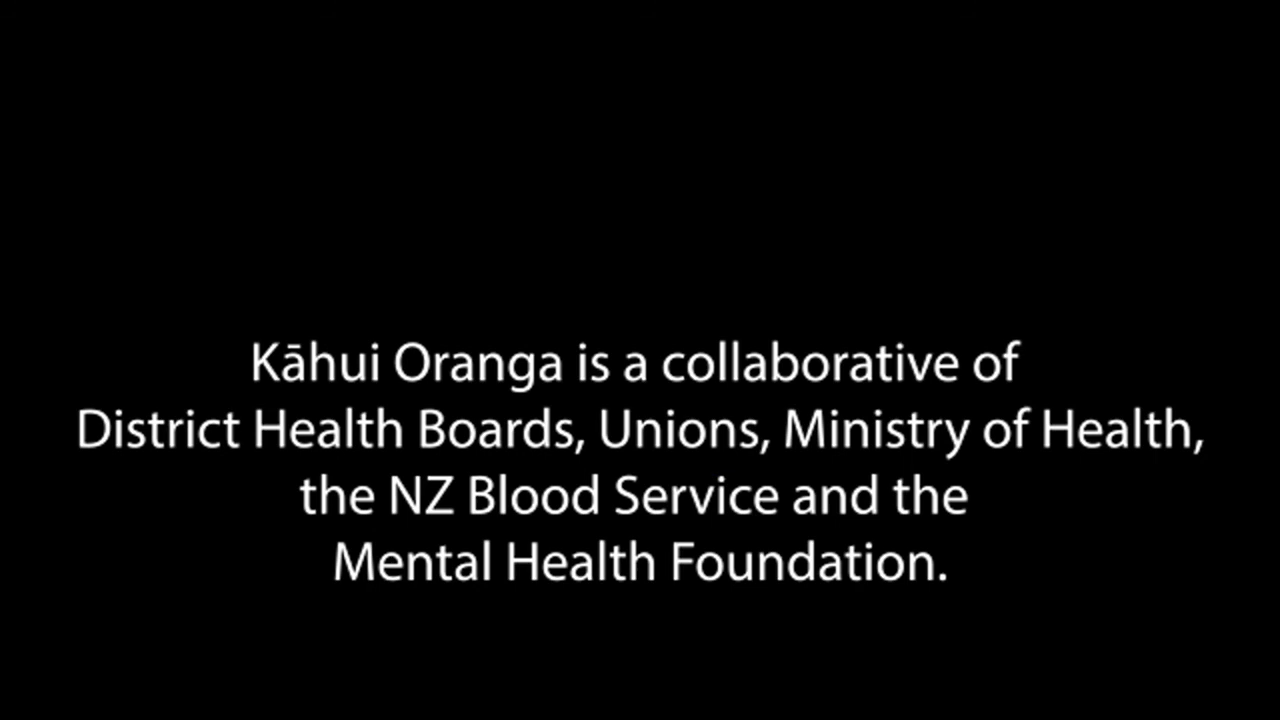 Kāhui Oranga is a collaborative of
District Health Boards, Unions, Ministry of Health,
the NZ Blood Service and the
Mental Health Foundation.